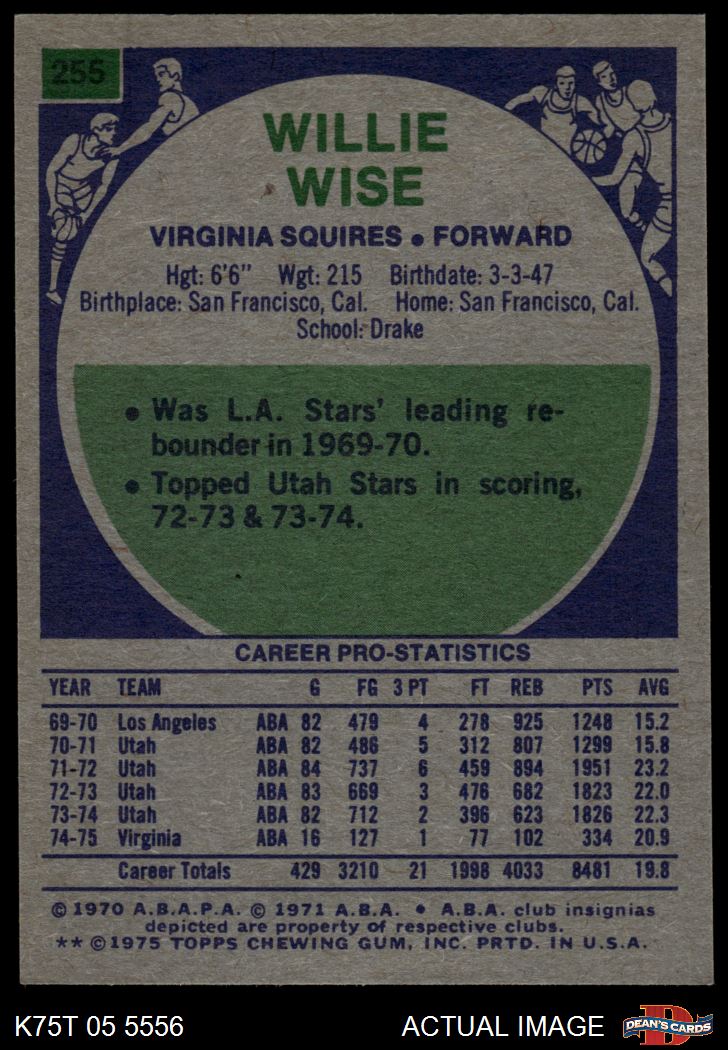 255
WILLIE
WISE
VIRGINIA SQUIRES • FORWARD
Hgt: 6'6" Wgt: 215 Birthdate: 3-3-47
Birthplace: San Francisco, Cal. Home: San Francisco, Cal.
School: Drake
• Was L.A. Stars' leading re-
bounder in 1969-70.
• Topped Utah Stars in scoring,
72-73 & 73-74.
CAREER PRO-STATISTICS
YEAR TEAM G FG 3 PT FT REB PTS AVG
69-70 Los Angeles ABA 82 479 4 278 925 1248 15.2
70-71 Utah ABA 82 486 5 312 807 1299 15.8
71-72 Utah ABA 84 737 6 459 894 1951 23.2
72-73 Utah ABA 83 669 3 476 682 1823 22.0
73-74 Utah ABA 82 712 2 396 623 1826 22.3
74-75 Virginia ABA 16 127 1 77 102 334 20.9
Career Totals 429 3210 21 1998 4033 8481 19.8
© 1970 A.B.A.P.A. © 1971 A.B.A. • A.B.A. club insignias
depicted are property of respective clubs.
** ©1975 TOPPS CHEWING GUM, INC. PRTD. IN U.S.A.
K75T 05 5556 ACTUAL IMAGE
D
DEAN'S CARDS